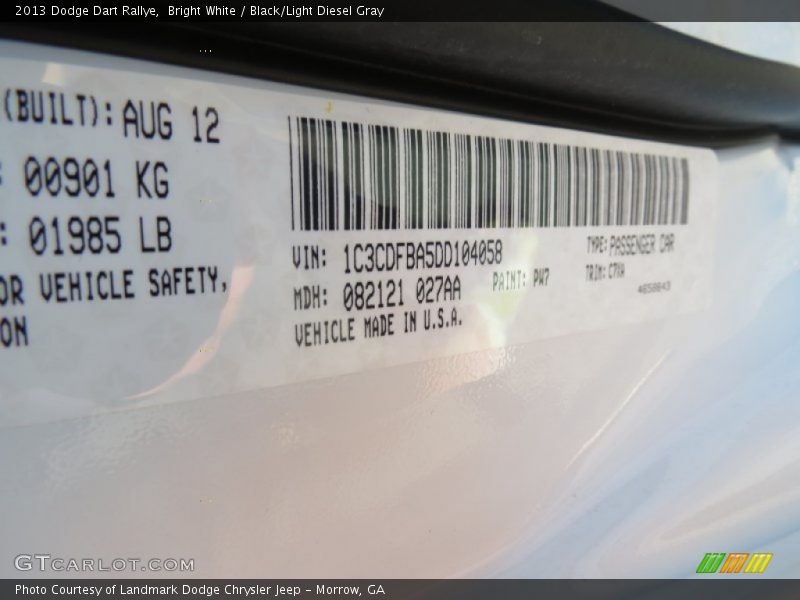 2013 Dodge Dart Rallye, Bright White / Black/Light Diesel Gray
(BUILT): AUG 12
: 00901 KG
: 01985 LB
OR VEHICLE SAFETY,
ON
VIN: 1C3CDFBA5DD104058
TYPE: PASSENGER CAR
MDH: 082121 027AA
PAINT: PW7
TRIM: C7XA
VEHICLE MADE IN U.S.A.
GTCARLOT.COM
Photo Courtesy of Landmark Dodge Chrysler Jeep - Morrow, GA